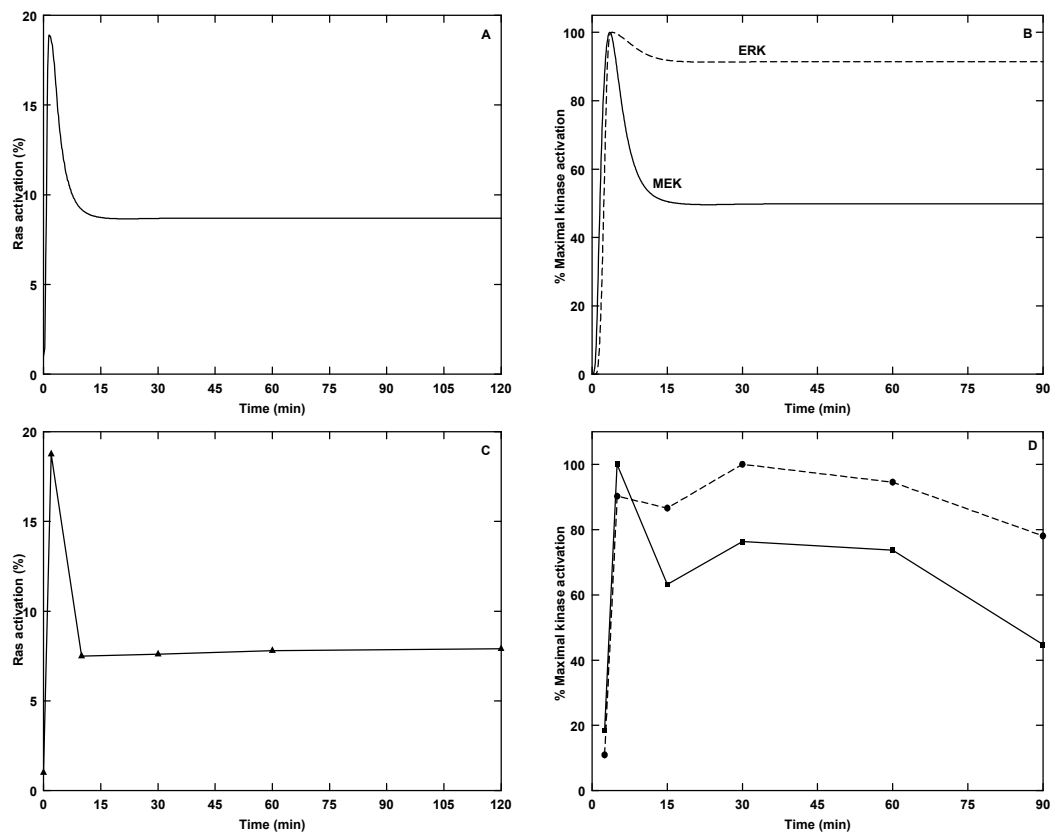 A
20
15
10
5
0
Ras activation (%)
0 15 30 45 60 75 90 105 120
Time (min)
B
ERK
MEK
100
80
60
40
20
0
% Maximal kinase activation
0 15 30 45 60 75 90
Time (min)
C
20
15
10
5
0
Ras activation (%)
0 15 30 45 60 75 90 105 120
Time (min)
D
100
80
60
40
20
0
% Maximal kinase activation
0 15 30 45 60 75 90
Time (min)